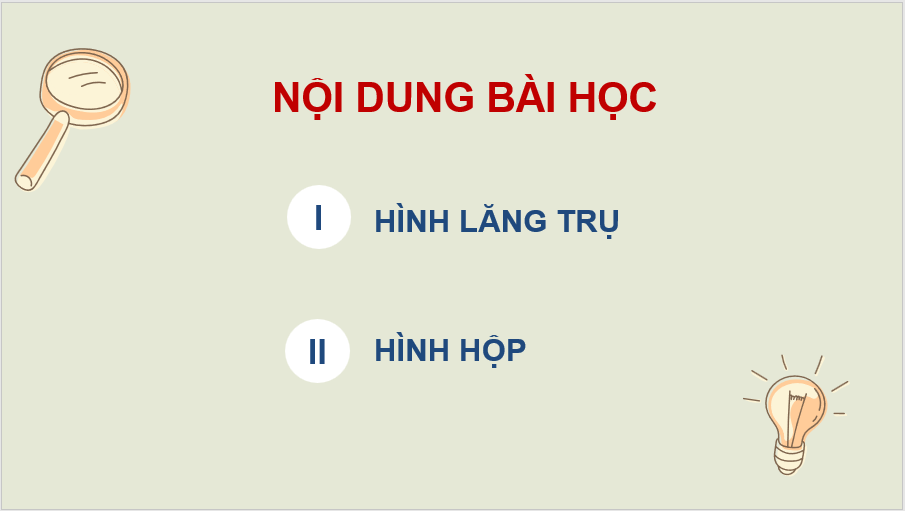 NỘI DUNG BÀI HỌC
I HÌNH LĂNG TRỤ
II HÌNH HỘP